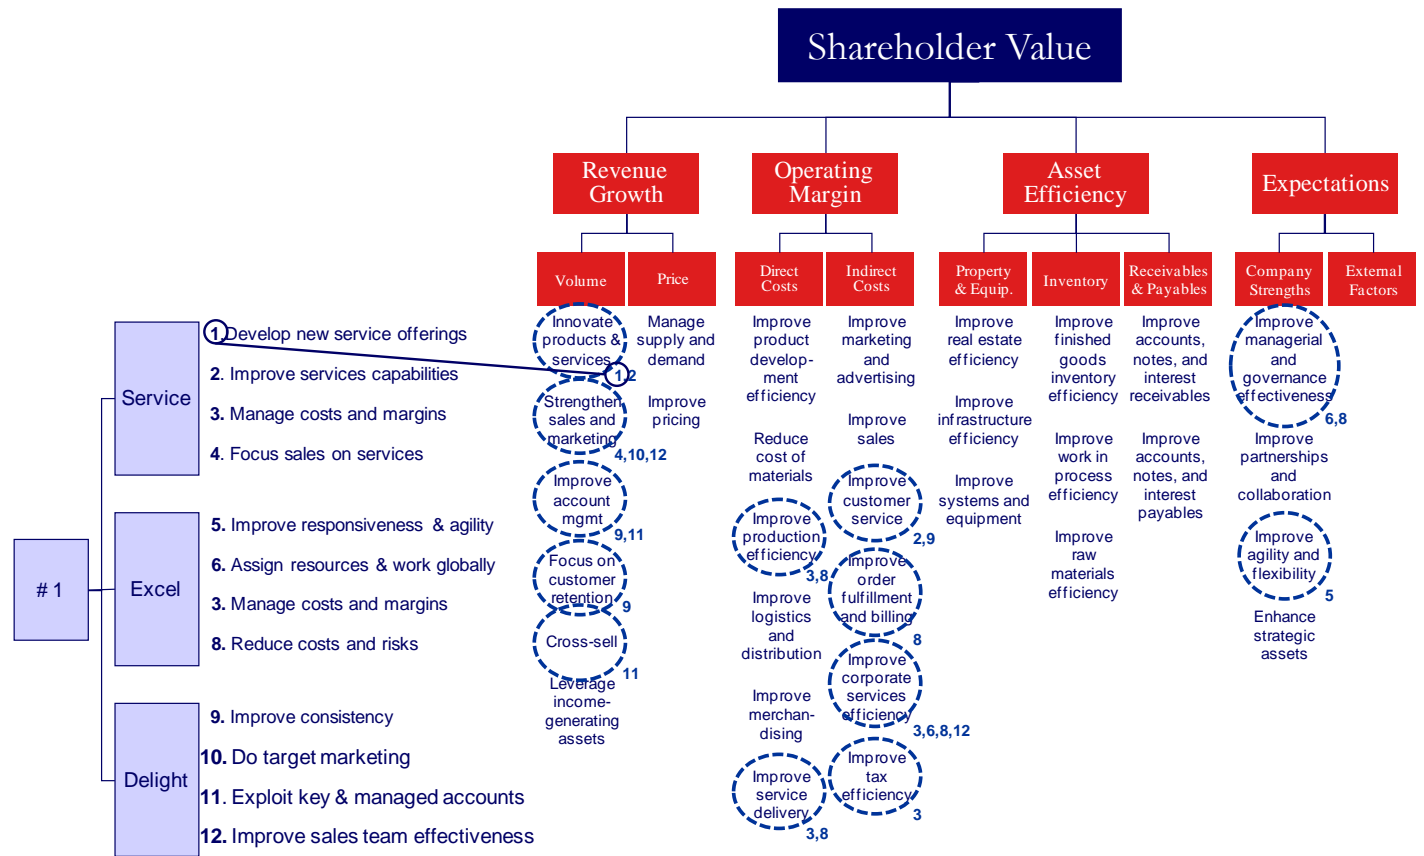 Shareholder Value
Revenue
Growth
Operating
Margin
Asset
Efficiency
Expectations
Volume
Price
Direct
Costs
Indirect
Costs
Property
& Equip.
Inventory
Receivables
& Payables
Company
Strengths
External
Factors
# 1
Service
1.Develop new service offerings
2. Improve services capabilities
3. Manage costs and margins
4. Focus sales on services
Excel
5. Improve responsiveness & agility
6. Assign resources & work globally
3. Manage costs and margins
8. Reduce costs and risks
Delight
9. Improve consistency
10. Do target marketing
11. Exploit key & managed accounts
12. Improve sales team effectiveness
Innovate
products &
services
1,2
Strengthen
sales and
marketing
4,10,12
Improve
account
mgmt
9,11
Focus on
customer
retention
9
Cross-sell
11
Leverage
income-
generating
assets
Manage
supply and
demand
Improve
pricing
Improve
product
develop-
ment
efficiency
Reduce
cost of
materials
Improve
production
efficiency
3,8
Improve
logistics
and
distribution
Improve
merchan-
dising
Improve
service
delivery
3,8
Improve
marketing
and
advertising
Improve
sales
Improve
customer
service
2,9
Improve
order
fulfillment
and billing
8
Improve
corporate
services
efficiency
3,6,8,12
Improve
tax
efficiency
3
Improve
real estate
efficiency
Improve
infrastructure
efficiency
Improve
systems and
equipment
Improve
finished
goods
inventory
efficiency
Improve
work in
process
efficiency
Improve
raw
materials
efficiency
Improve
accounts,
notes, and
interest
receivables
Improve
accounts,
notes, and
interest
payables
Improve
managerial
and
governance
effectiveness
6,8
Improve
partnerships
and
collaboration
Improve
agility and
flexibility
5
Enhance
strategic
assets